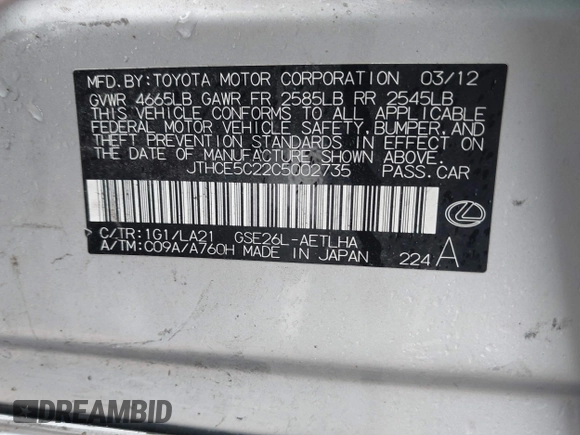 MFD. BY: TOYOTA MOTOR CORPORATION 03/12
GVWR 4665LB GAWR FR 2585LB RR 2545LB
THIS VEHICLE CONFORMS TO ALL APPLICABLE
FEDERAL MOTOR VEHICLE SAFETY, BUMPER, AND
THEFT PREVENTION STANDARDS IN EFFECT ON
THE DATE OF MANUFACTURE SHOWN ABOVE.
JTHCE5C22C5002735 PASS. CAR
C/TR: 1G1/LA21 GSE26L-AETLHA
A/TM: C09A/A760H MADE IN JAPAN 224 A
DREAMBID